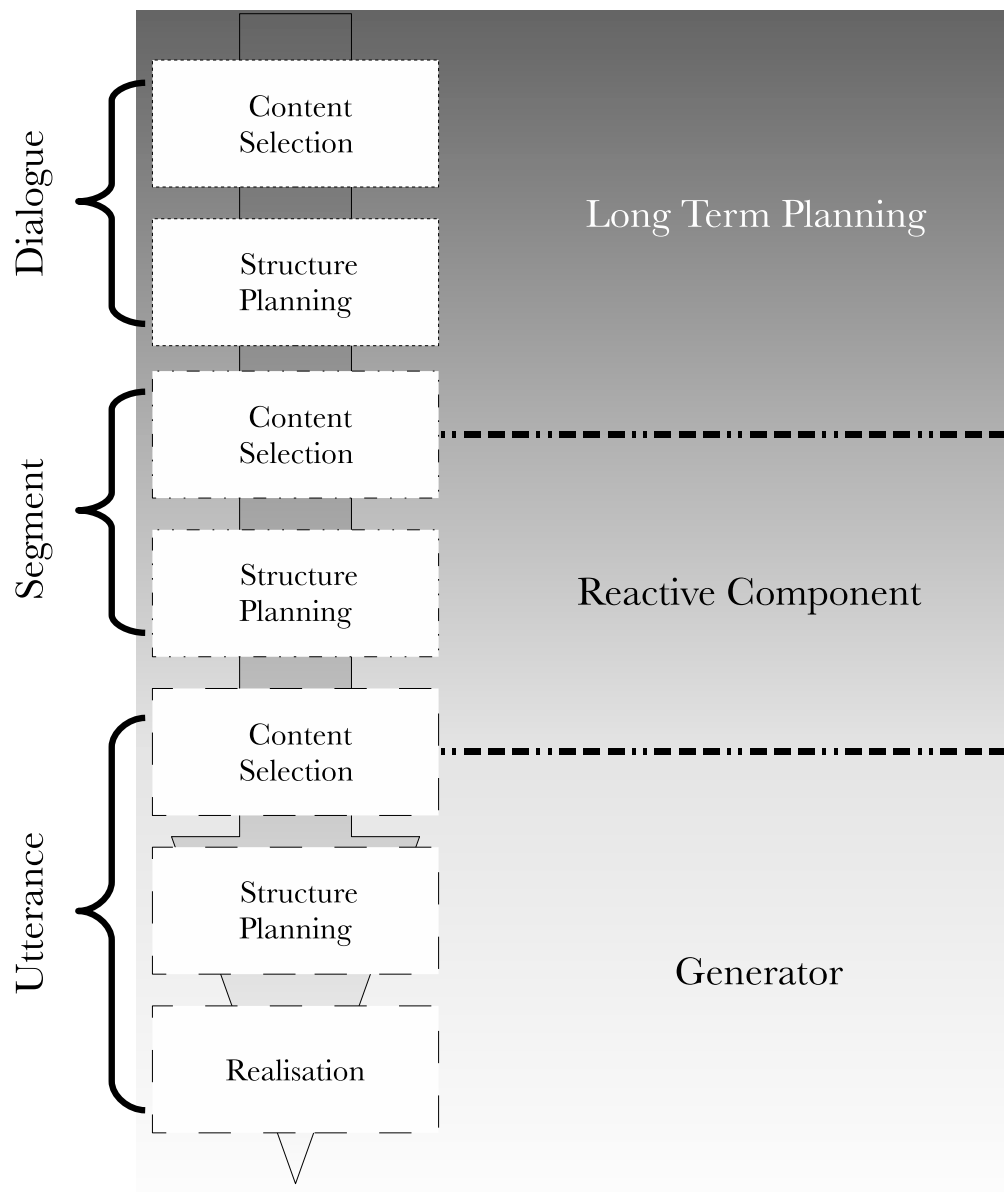 Dialogue
Content
Selection
Structure
Planning
Long Term Planning
Segment
Content
Selection
Structure
Planning
Reactive Component
Utterance
Content
Selection
Structure
Planning
Realisation
Generator